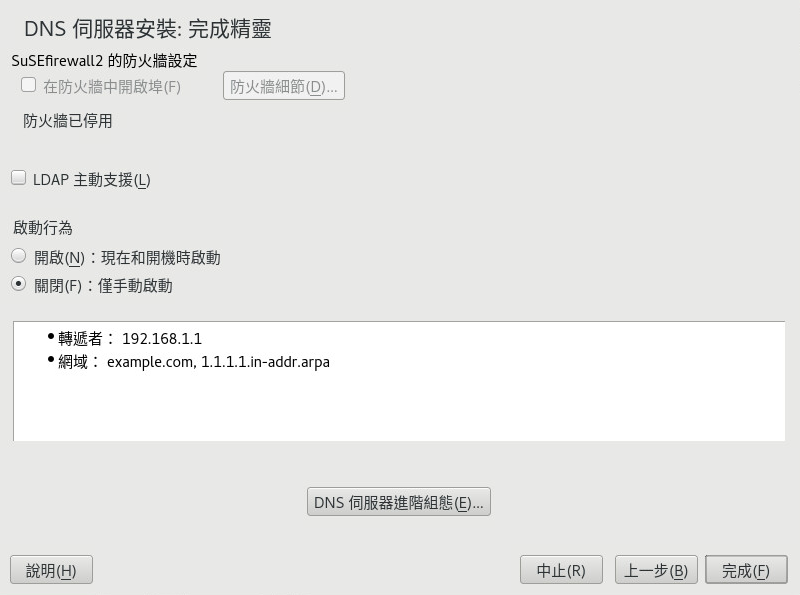 DNS 伺服器安裝: 完成精靈
SuSEfirewall2 的防火牆設定
在防火牆中開啟埠(F)
防火牆細節(D)...
防火牆已停用
LDAP 主動支援(L)
啟動行為
開啟(N)：現在和開機時啟動
關閉(F)：僅手動啟動
• 轉遞者： 192.168.1.1
• 網域： example.com, 1.1.1.1.in-addr.arpa
DNS 伺服器進階組態(E)...
說明(H)
中止(R)
上一步(B)
完成(F)